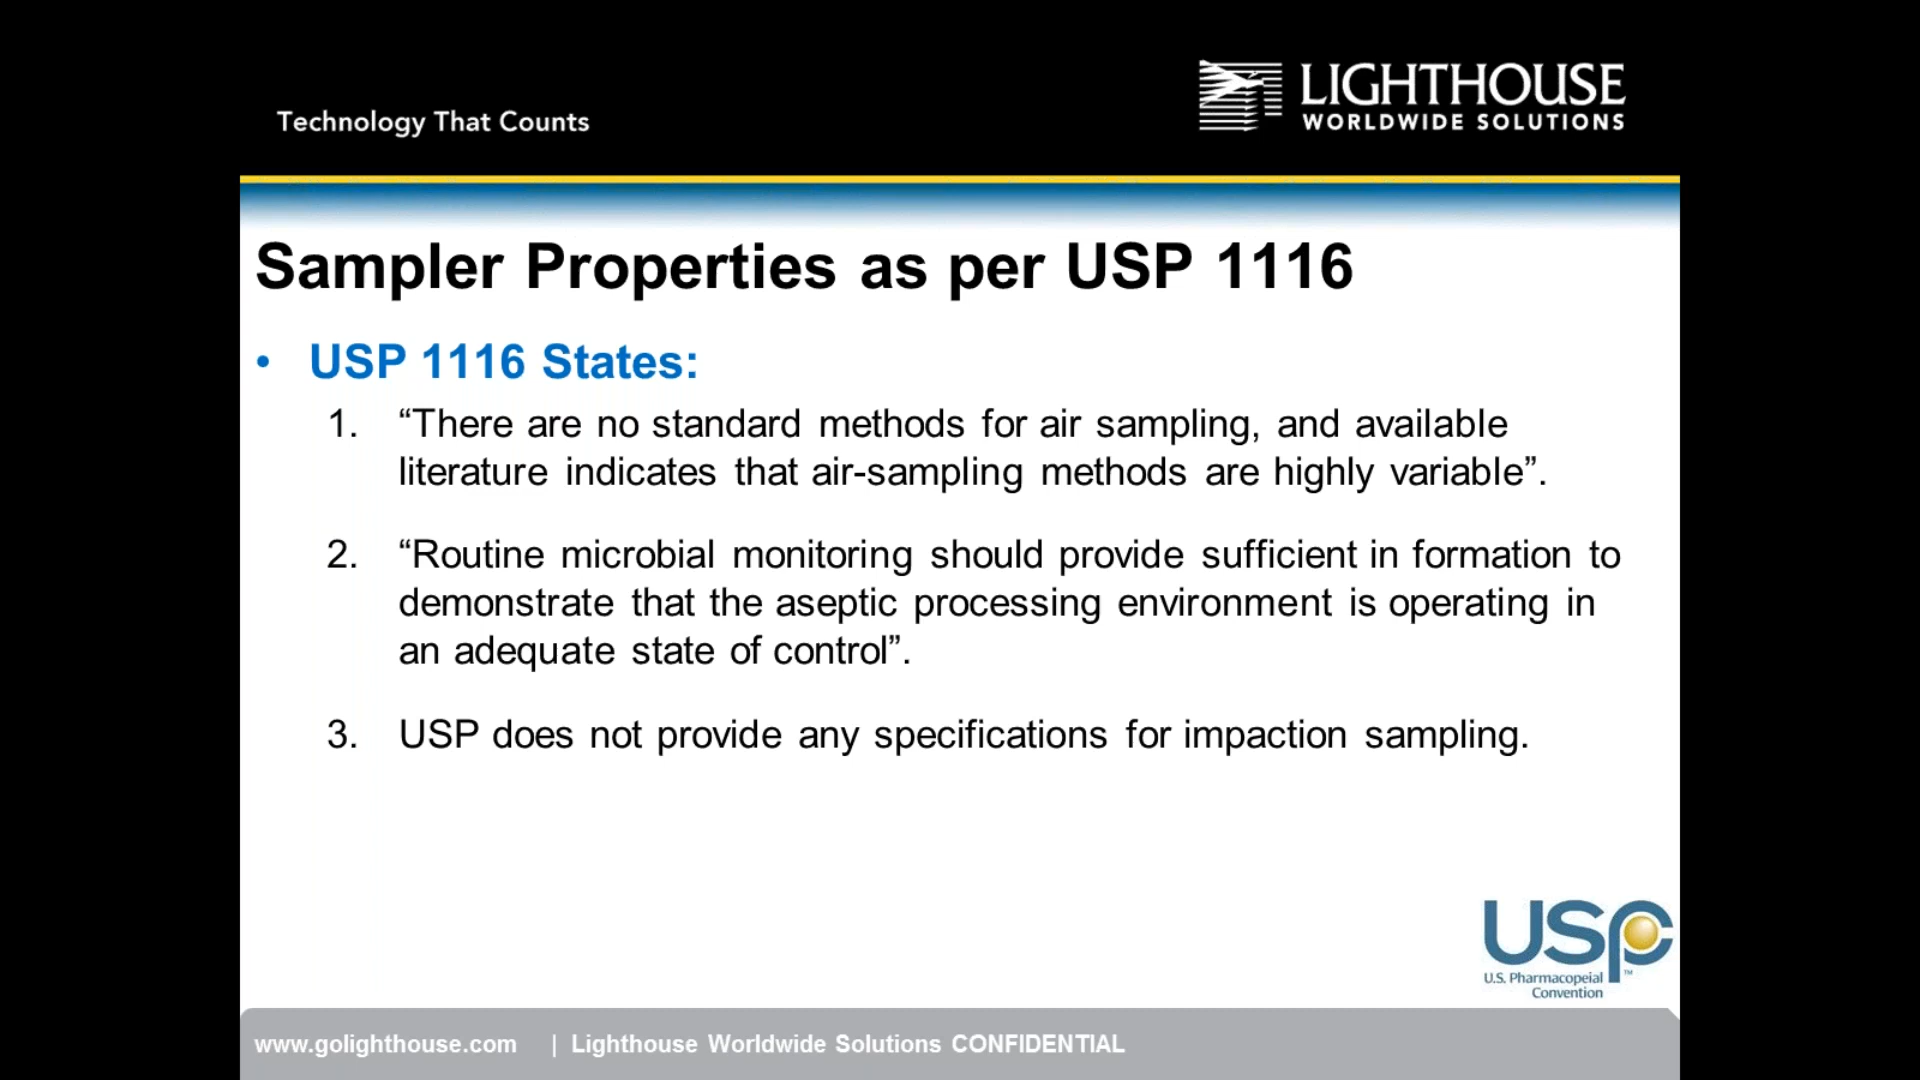 Technology That Counts
LIGHTHOUSE
WORLDWIDE SOLUTIONS
Sampler Properties as per USP 1116
• USP 1116 States:
1. “There are no standard methods for air sampling, and available
literature indicates that air-sampling methods are highly variable”.
2. “Routine microbial monitoring should provide sufficient in formation to
demonstrate that the aseptic processing environment is operating in
an adequate state of control”.
3. USP does not provide any specifications for impaction sampling.
USP
U.S. Pharmacopeial ™
Convention
www.golighthouse.com | Lighthouse Worldwide Solutions CONFIDENTIAL